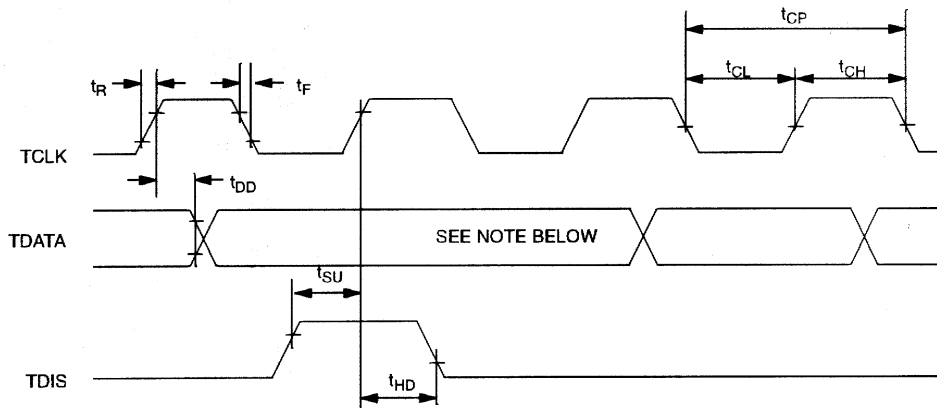 tCP
tCL
tCH
tR
tF
TCLK
tDD
TDATA
SEE NOTE BELOW
tSU
TDIS
tHD